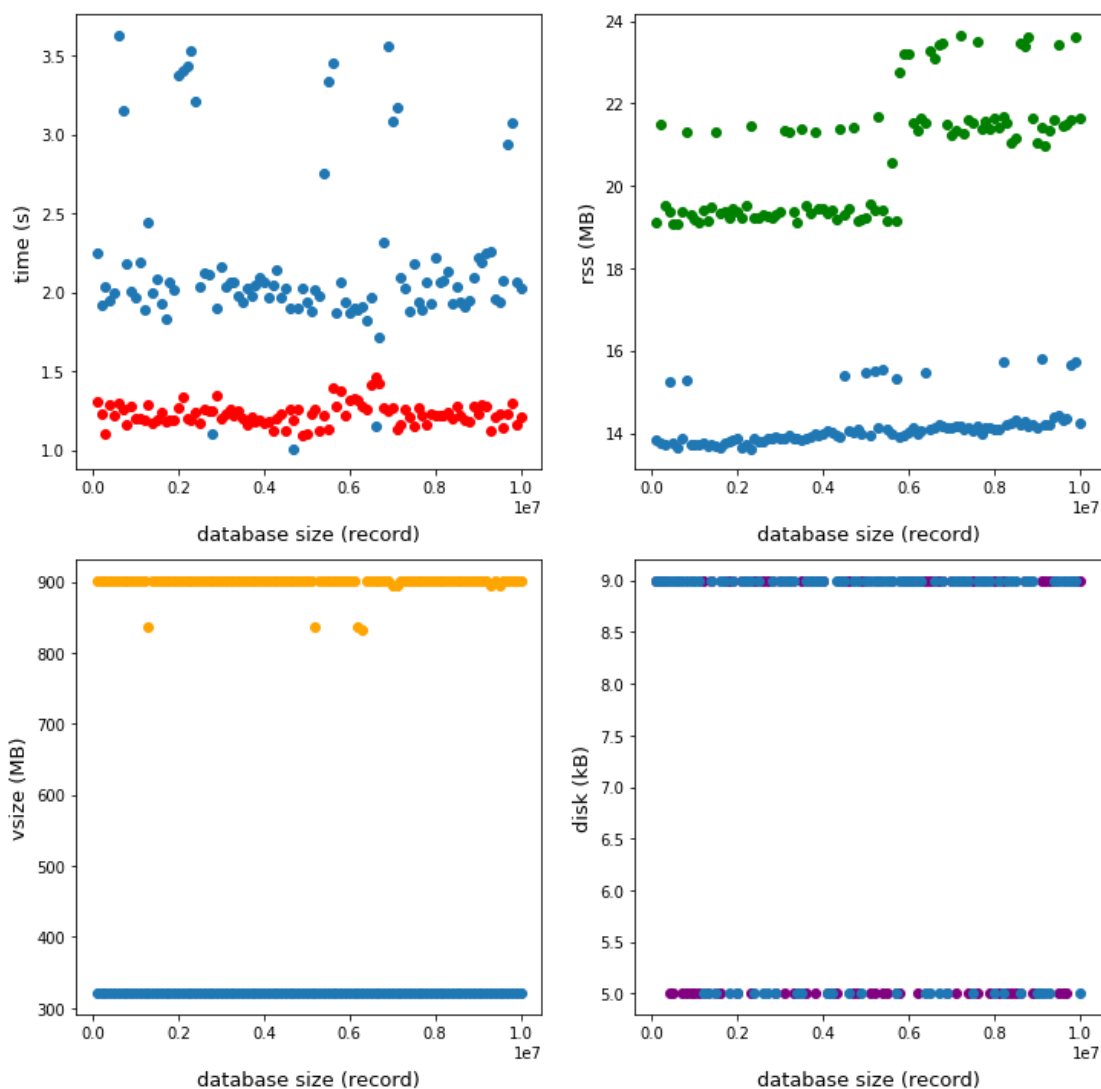 3.5
3.0
2.5
2.0
1.5
1.0
time (s)
0.0 0.2 0.4 0.6 0.8 1.0
1e7
database size (record)
24
22
20
18
16
14
rss (MB)
0.0 0.2 0.4 0.6 0.8 1.0
1e7
database size (record)
900
800
700
600
500
400
300
vsize (MB)
0.0 0.2 0.4 0.6 0.8 1.0
1e7
database size (record)
9.0
8.5
8.0
7.5
7.0
6.5
6.0
5.5
5.0
disk (kB)
0.0 0.2 0.4 0.6 0.8 1.0
1e7
database size (record)